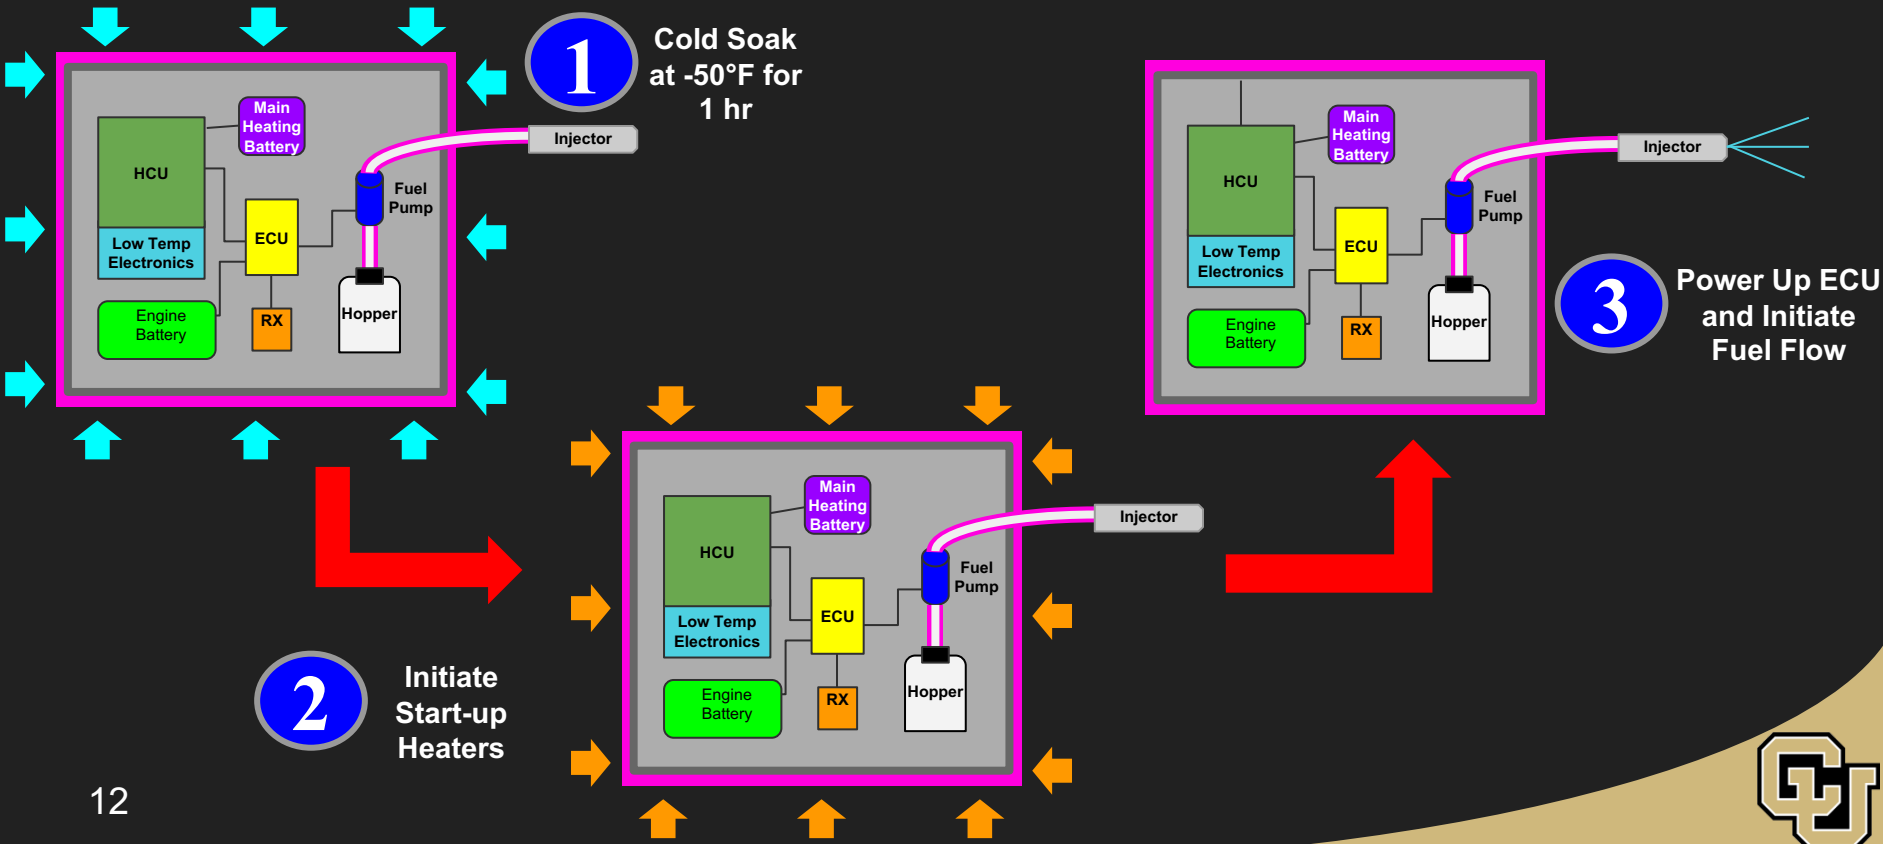 1
Cold Soak
at -50°F for
1 hr
Main
Heating
Battery
Injector
HCU
Fuel
Pump
ECU
Low Temp
Electronics
Hopper
Engine
Battery
RX
2
Initiate
Start-up
Heaters
Main
Heating
Battery
Injector
HCU
Fuel
Pump
ECU
Low Temp
Electronics
Hopper
Engine
Battery
RX
Main
Heating
Battery
Injector
HCU
Fuel
Pump
ECU
Low Temp
Electronics
Hopper
Engine
Battery
RX
3
Power Up ECU
and Initiate
Fuel Flow
12
CU